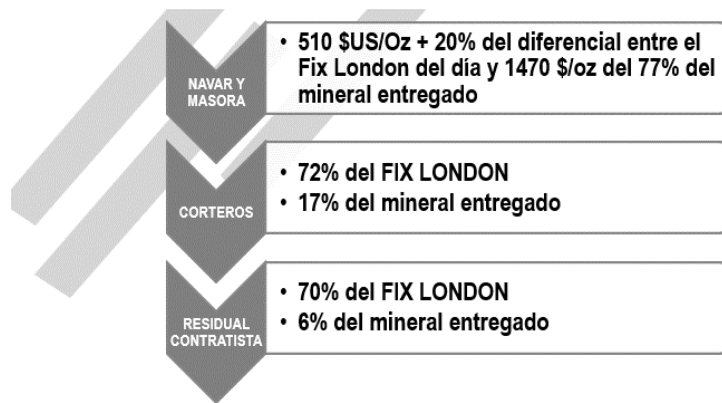 NAVAR Y
MASORA
• 510 $US/Oz + 20% del diferencial entre el
Fix London del día y 1470 $/oz del 77% del
mineral entregado
CORTEROS
• 72% del FIX LONDON
• 17% del mineral entregado
RESIDUAL
CONTRATISTA
• 70% del FIX LONDON
• 6% del mineral entregado